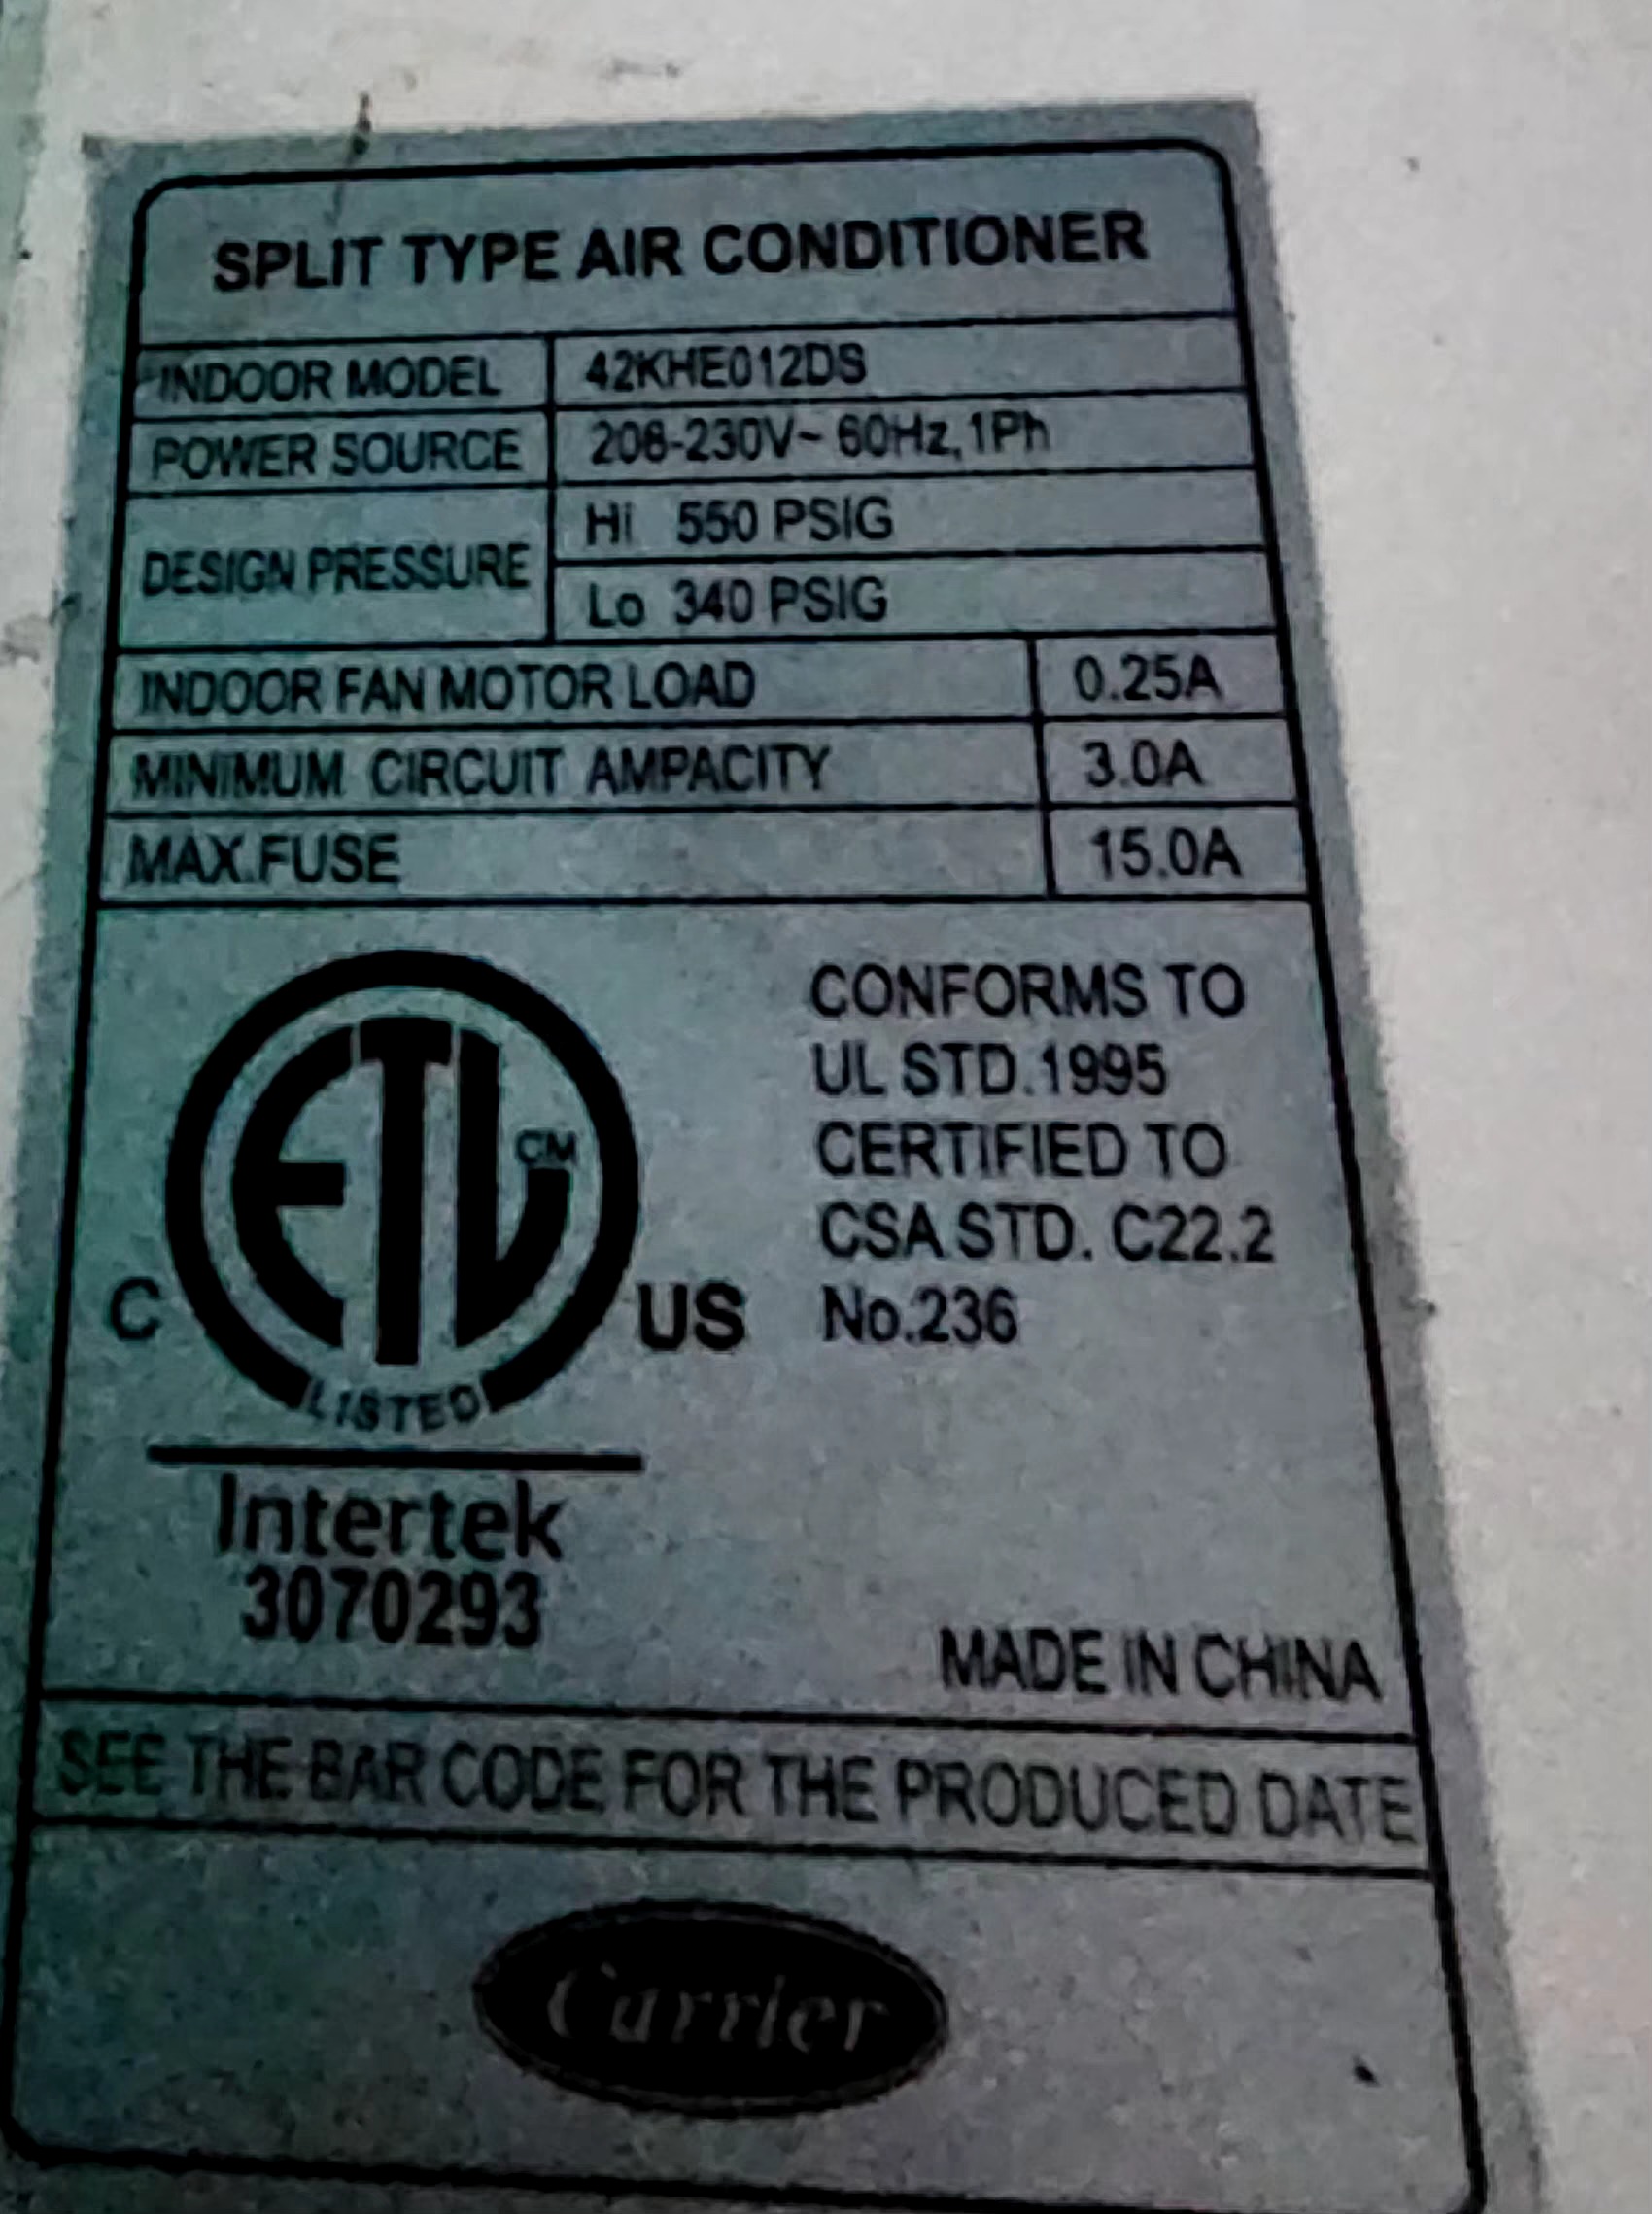 SPLIT TYPE AIR CONDITIONER
INDOOR MODEL 42KHE012DS
POWER SOURCE 208-230V~ 60Hz, 1Ph
DESIGN PRESSURE
Hi 550 PSIG
Lo 340 PSIG
INDOOR FAN MOTOR LOAD 0.25A
MINIMUM CIRCUIT AMPACITY 3.0A
MAX.FUSE 15.0A
ETL CM
C US
LISTED
Intertek
3070293
CONFORMS TO
UL STD.1995
CERTIFIED TO
CSA STD. C22.2
No.236
MADE IN CHINA
SEE THE BAR CODE FOR THE PRODUCED DATE
Carrier